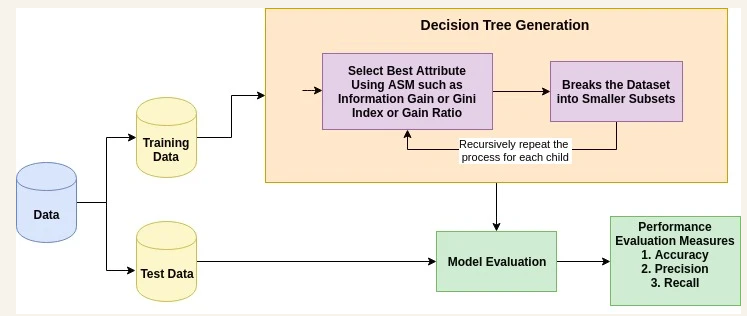 Decision Tree Generation
Select Best Attribute
Using ASM such as
Information Gain or Gini
Index or Gain Ratio
Breaks the Dataset
into Smaller Subsets
Recursively repeat the
process for each child
Training
Data
Data
Test Data
Model Evaluation
Performance
Evaluation Measures
1. Accuracy
2. Precision
3. Recall